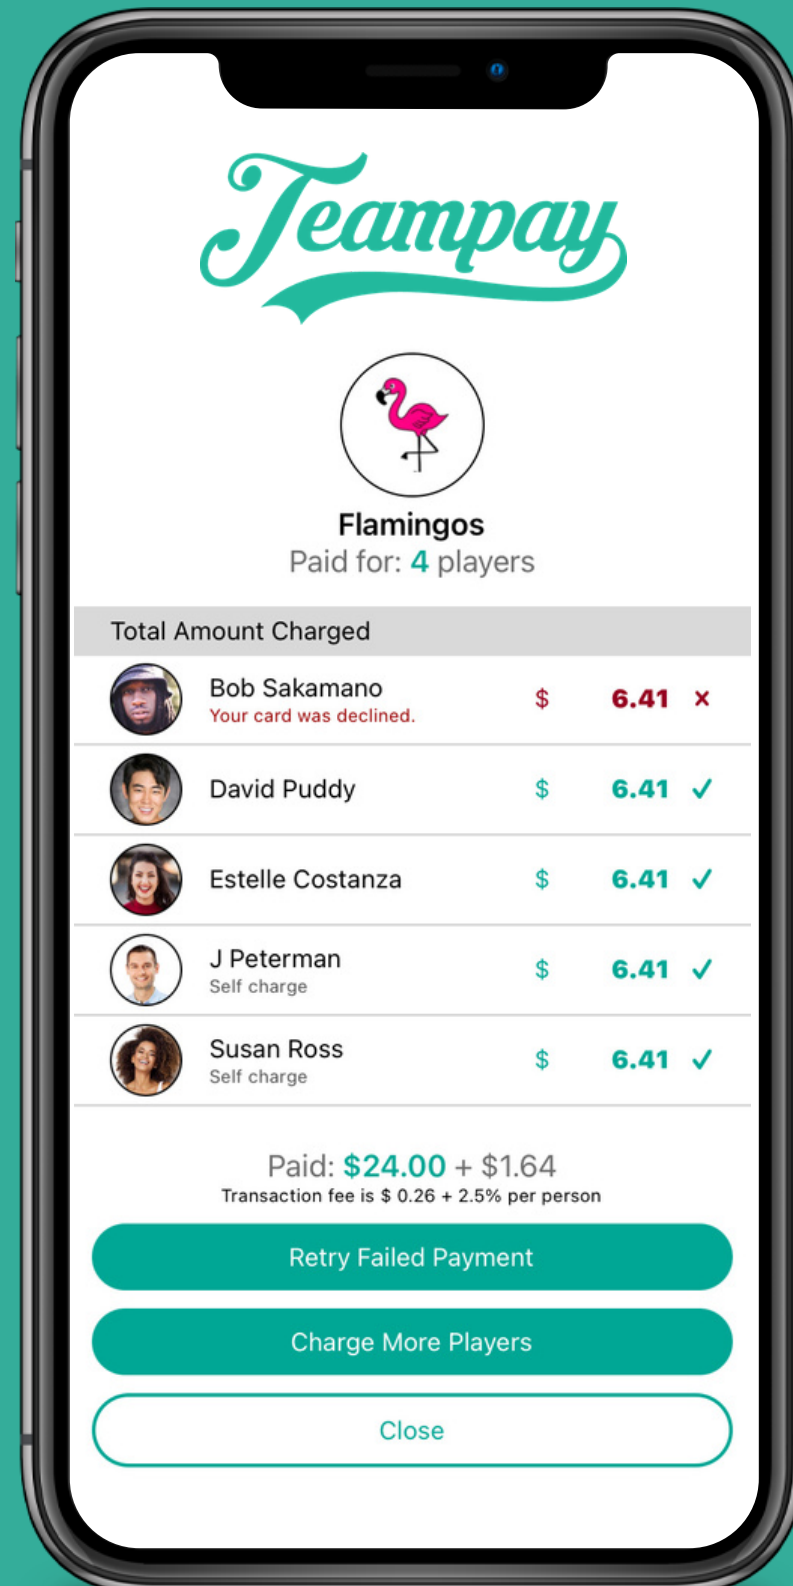 Teampay
Flamingos
Paid for: 4 players
Total Amount Charged
Bob Sakamano $ 6.41 ×
Your card was declined.
David Puddy $ 6.41 ✓
Estelle Costanza $ 6.41 ✓
J Peterman $ 6.41 ✓
Self charge
Susan Ross $ 6.41 ✓
Self charge
Paid: $24.00 + $1.64
Transaction fee is $ 0.26 + 2.5% per person
Retry Failed Payment
Charge More Players
Close